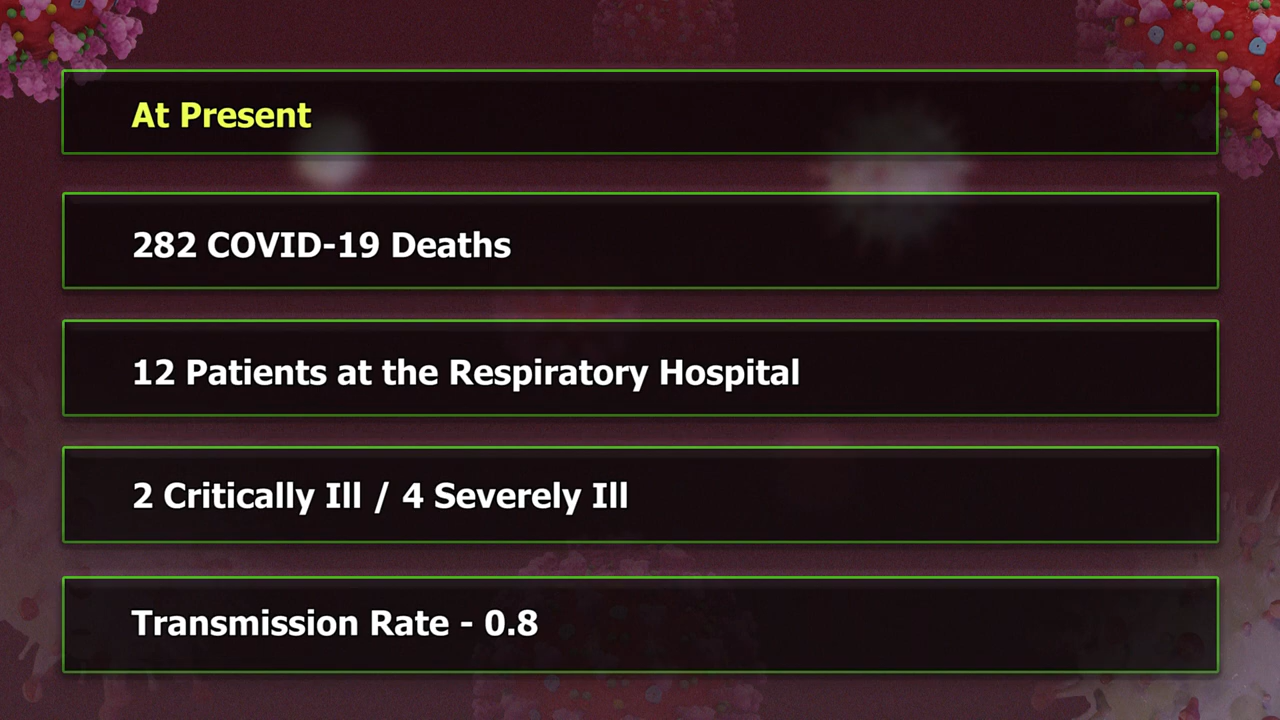 At Present
282 COVID-19 Deaths
12 Patients at the Respiratory Hospital
2 Critically Ill / 4 Severely Ill
Transmission Rate - 0.8